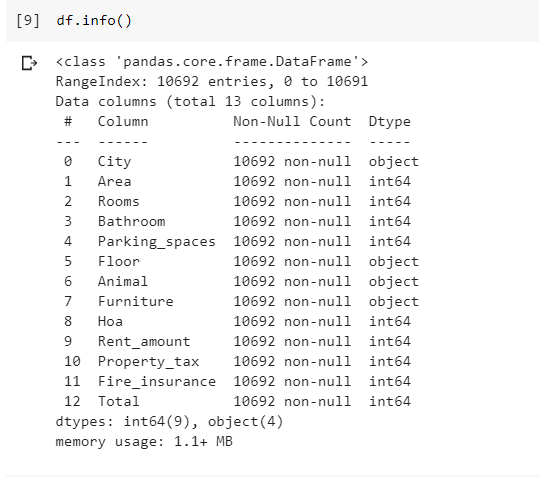 [9] df.info()
<class 'pandas.core.frame.DataFrame'>
RangeIndex: 10692 entries, 0 to 10691
Data columns (total 13 columns):
 #   Column          Non-Null Count  Dtype
---  ------          --------------  -----
 0   City            10692 non-null  object
 1   Area            10692 non-null  int64
 2   Rooms           10692 non-null  int64
 3   Bathroom        10692 non-null  int64
 4   Parking_spaces  10692 non-null  int64
 5   Floor           10692 non-null  object
 6   Animal          10692 non-null  object
 7   Furniture       10692 non-null  object
 8   Hoa             10692 non-null  int64
 9   Rent_amount     10692 non-null  int64
 10  Property_tax    10692 non-null  int64
 11  Fire_insurance  10692 non-null  int64
 12  Total           10692 non-null  int64
dtypes: int64(9), object(4)
memory usage: 1.1+ MB